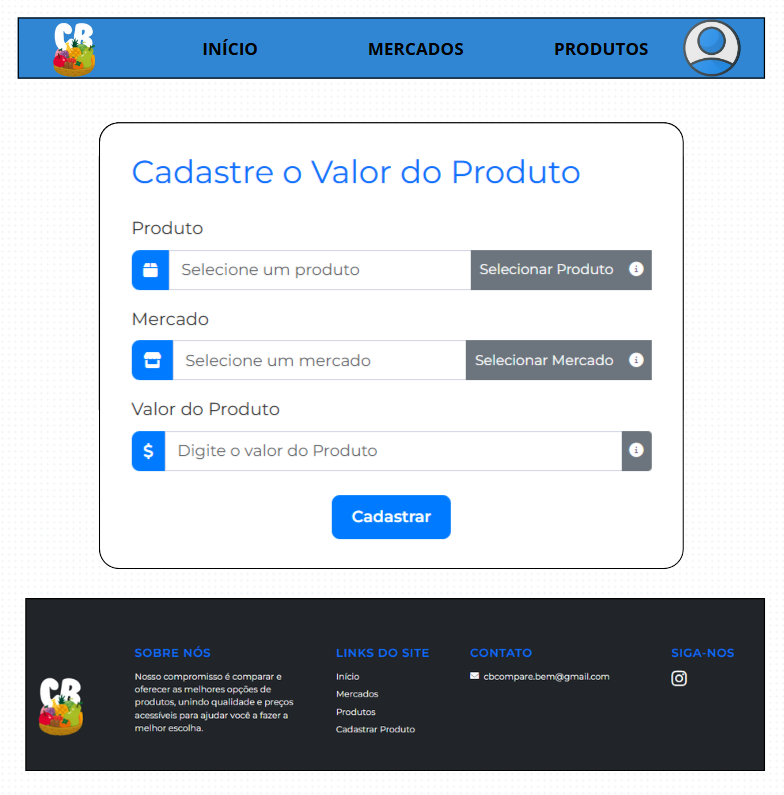 CB
INÍCIO
MERCADOS
PRODUTOS
Cadastre o Valor do Produto
Produto
Selecione um produto
Selecionar Produto
Mercado
Selecione um mercado
Selecionar Mercado
Valor do Produto
$
Digite o valor do Produto
Cadastrar
CB
SOBRE NÓS
Nosso compromisso é comparar e
oferecer as melhores opções de
produtos, unindo qualidade e preços
acessíveis para ajudar você a fazer a
melhor escolha.
LINKS DO SITE
Início
Mercados
Produtos
Cadastrar Produto
CONTATO
cbcompare.bem@gmail.com
SIGA-NOS